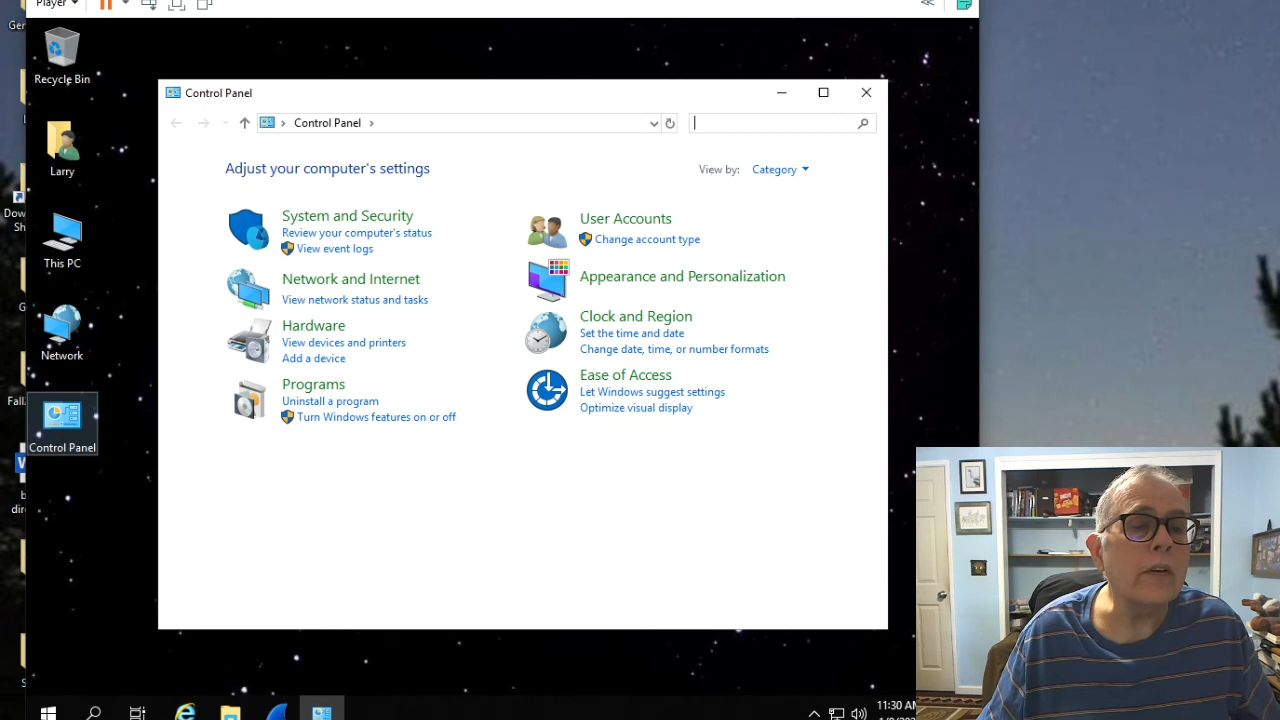 Player
Recycle Bin
Larry
This PC
Network
Control Panel
Control Panel
Control Panel
Adjust your computer's settings
View by: Category
System and Security
Review your computer's status
View event logs
Network and Internet
View network status and tasks
Hardware
View devices and printers
Add a device
Programs
Uninstall a program
Turn Windows features on or off
User Accounts
Change account type
Appearance and Personalization
Clock and Region
Set the time and date
Change date, time, or number formats
Ease of Access
Let Windows suggest settings
Optimize visual display
11:30 AM